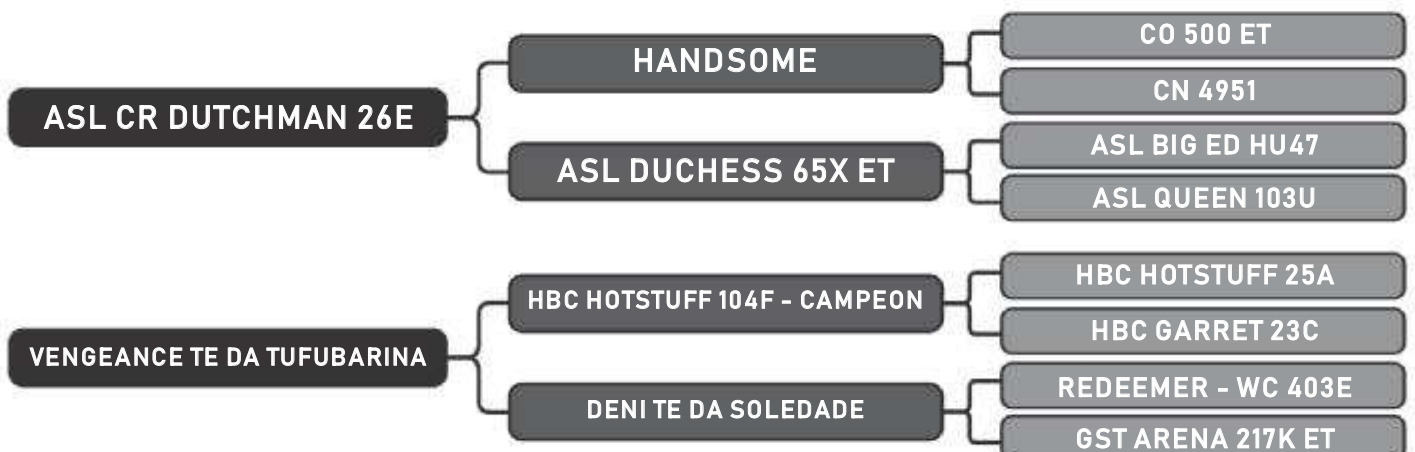 ASL CR DUTCHMAN 26E
HANDSOME
CO 500 ET
CN 4951
ASL DUCHESS 65X ET
ASL BIG ED HU47
ASL QUEEN 103U
VENGEANCE TE DA TUFUBARINA
HBC HOTSTUFF 104F - CAMPEON
HBC HOTSTUFF 25A
HBC GARRET 23C
DENI TE DA SOLEDADE
REDEEMER - WC 403E
GST ARENA 217K ET